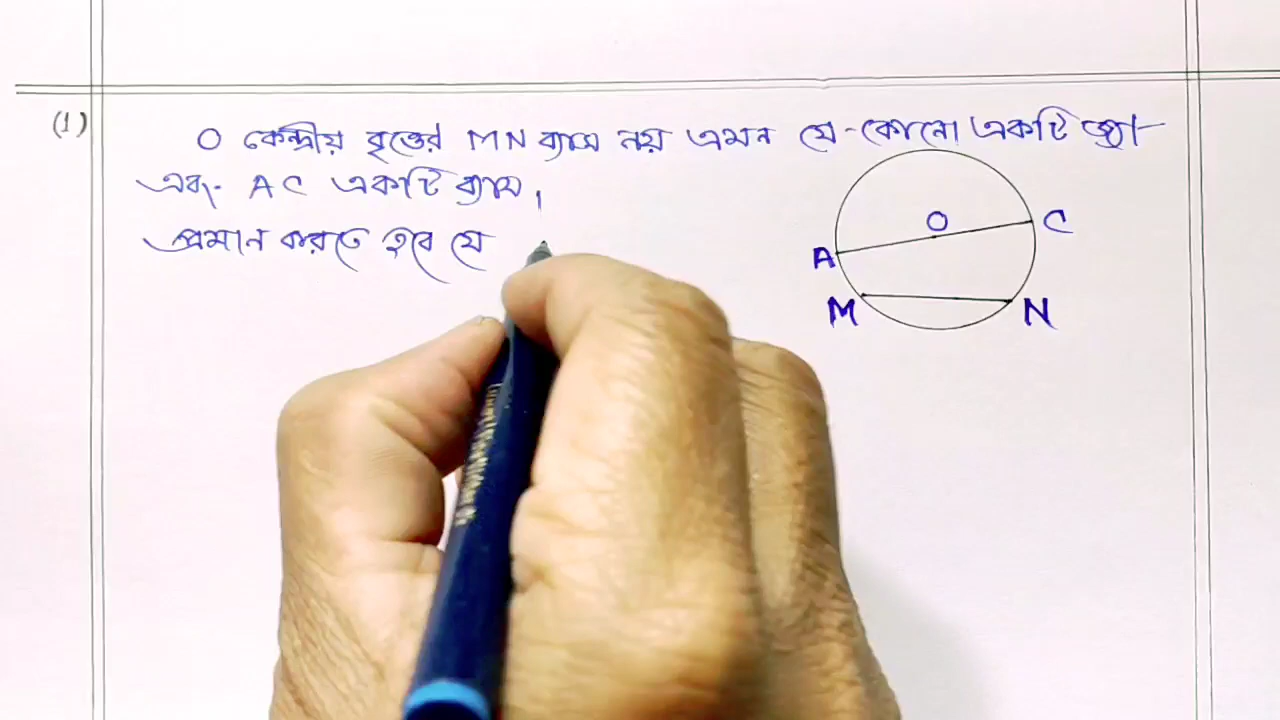 (1) O কেন্দ্রীয় বৃত্তের MN ব্যাস নয় এমন যে-কোনো একটি জ্যা
এবং AC একটি ব্যাস।
প্রমান করতে হবে যে
O
C
A
M
N